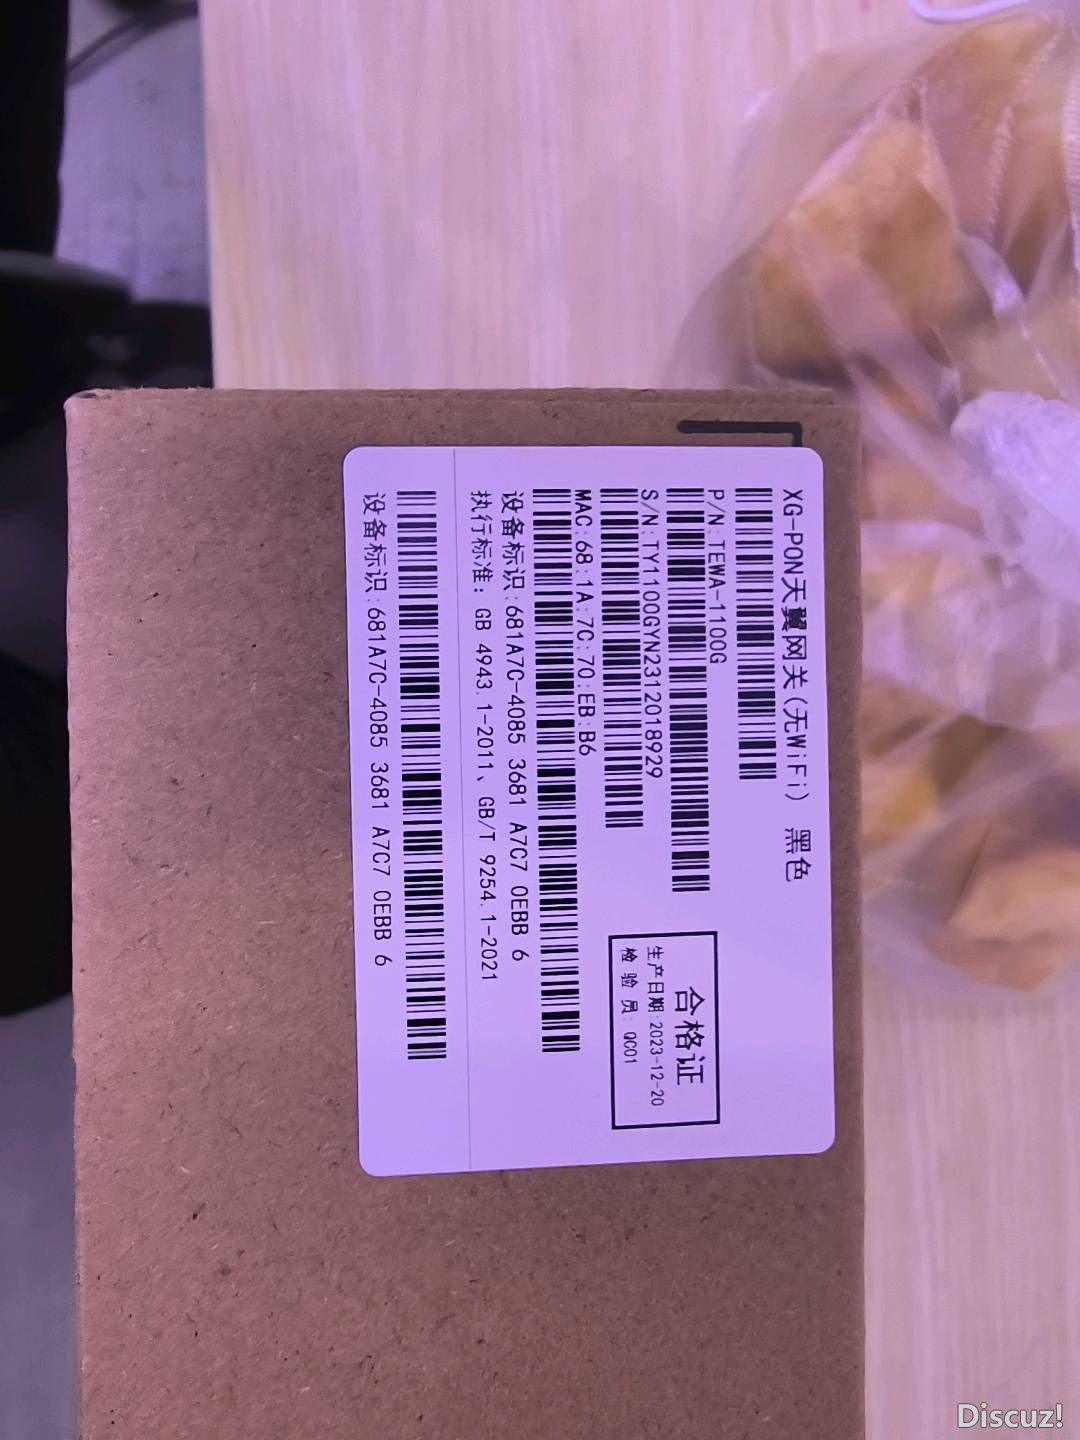 XG-PON天翼网关(无WiFi) 黑色
P/N:TEWA-1100G
S/N:TY1100GYN2312018929
MAC:68:1A:7C:70:EB:B6
合格证
生产日期:2023-12-20
检 验 员: QC01
设备标识:681A7C-4085 3681 A7C7 0EBB 6
执行标准: GB 4943.1-2011、GB/T 9254.1-2021
设备标识:681A7C-4085 3681 A7C7 0EBB 6
Discuz!